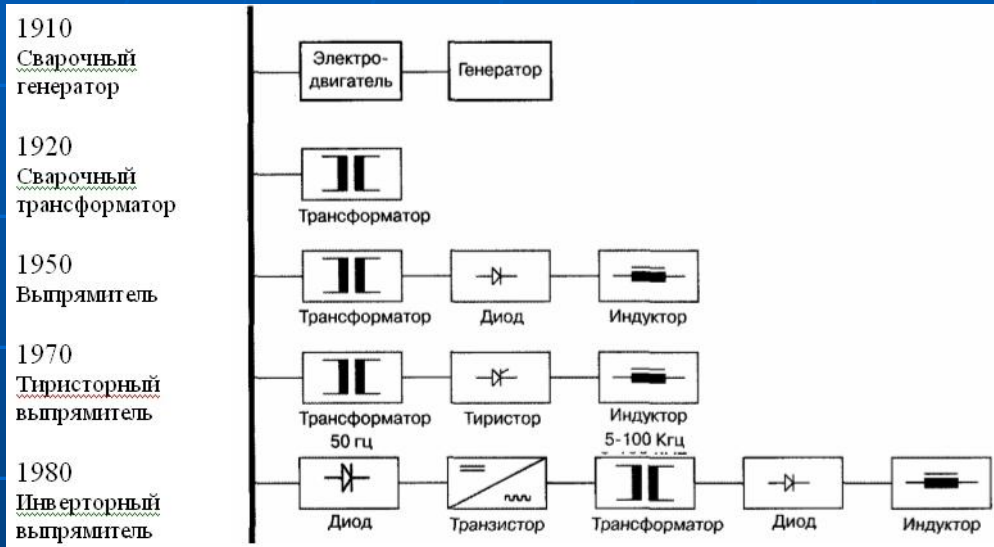 1910
Сварочный
генератор
Электро-
двигатель
Генератор
1920
Сварочный
трансформатор
Трансформатор
1950
Выпрямитель
Трансформатор
Диод
Индуктор
1970
Тиристорный
выпрямитель
Трансформатор
Тиристор
Индуктор
50 гц
5-100 Кгц
1980
Инверторный
выпрямитель
Диод
Транзистор
Трансформатор
Диод
Индуктор